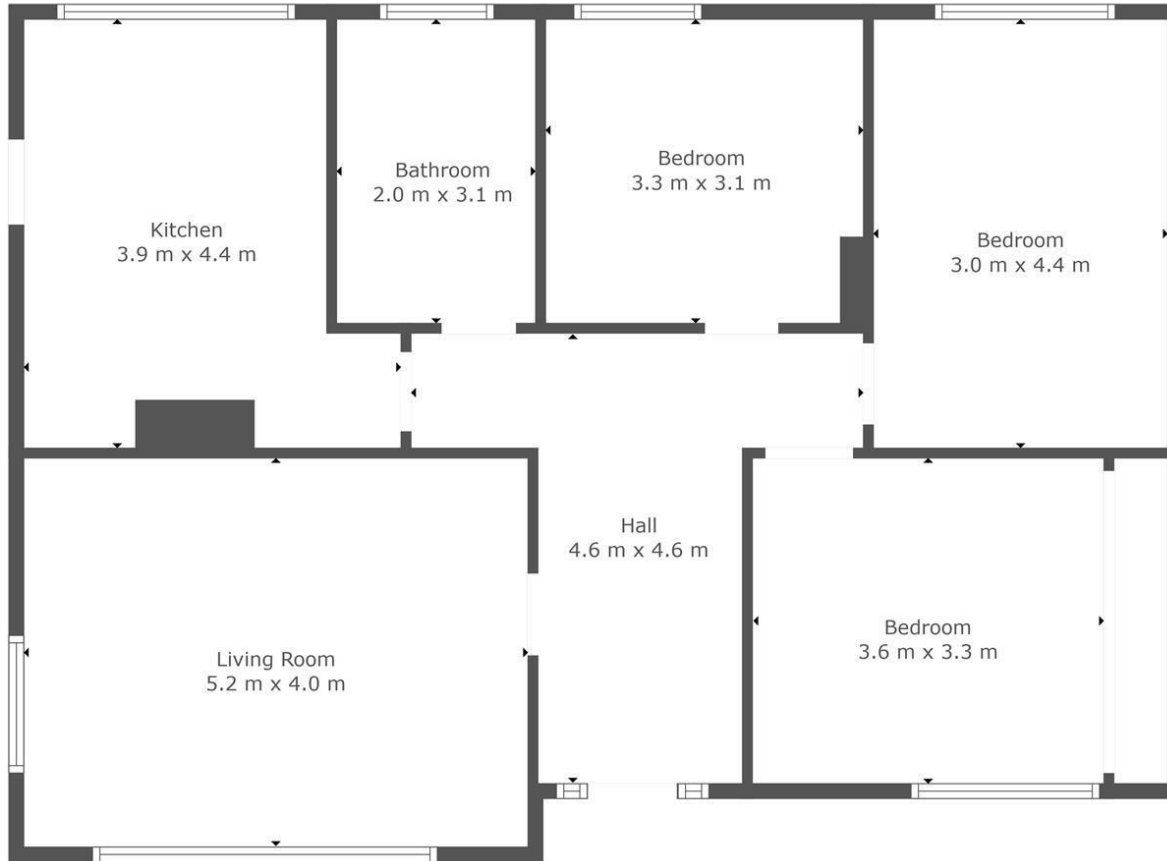 Kitchen
3.9 m x 4.4 m
Bathroom
2.0 m x 3.1 m
Bedroom
3.3 m x 3.1 m
Bedroom
3.0 m x 4.4 m
Living Room
5.2 m x 4.0 m
Hall
4.6 m x 4.6 m
Bedroom
3.6 m x 3.3 m